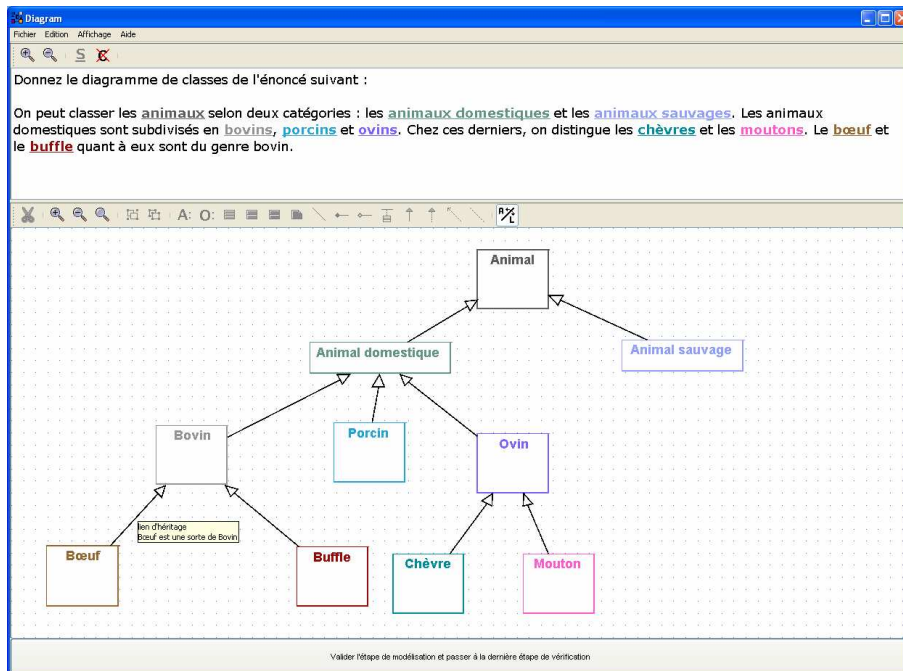 Diagram
Fichier Edition Affichage Aide
S C
Donnez le diagramme de classes de l'énoncé suivant :
On peut classer les animaux selon deux catégories : les animaux domestiques et les animaux sauvages. Les animaux
domestiques sont subdivisés en bovins, porcins et ovins. Chez ces derniers, on distingue les chèvres et les moutons. Le bœuf et
le buffle quant à eux sont du genre bovin.
A: O:
Animal
Animal domestique
Animal sauvage
Bovin
Porcin
Ovin
lien d'héritage
Bœuf est une sorte de Bovin
Bœuf
Buffle
Chèvre
Mouton
Valider l'étape de modélisation et passer à la dernière étape de vérification